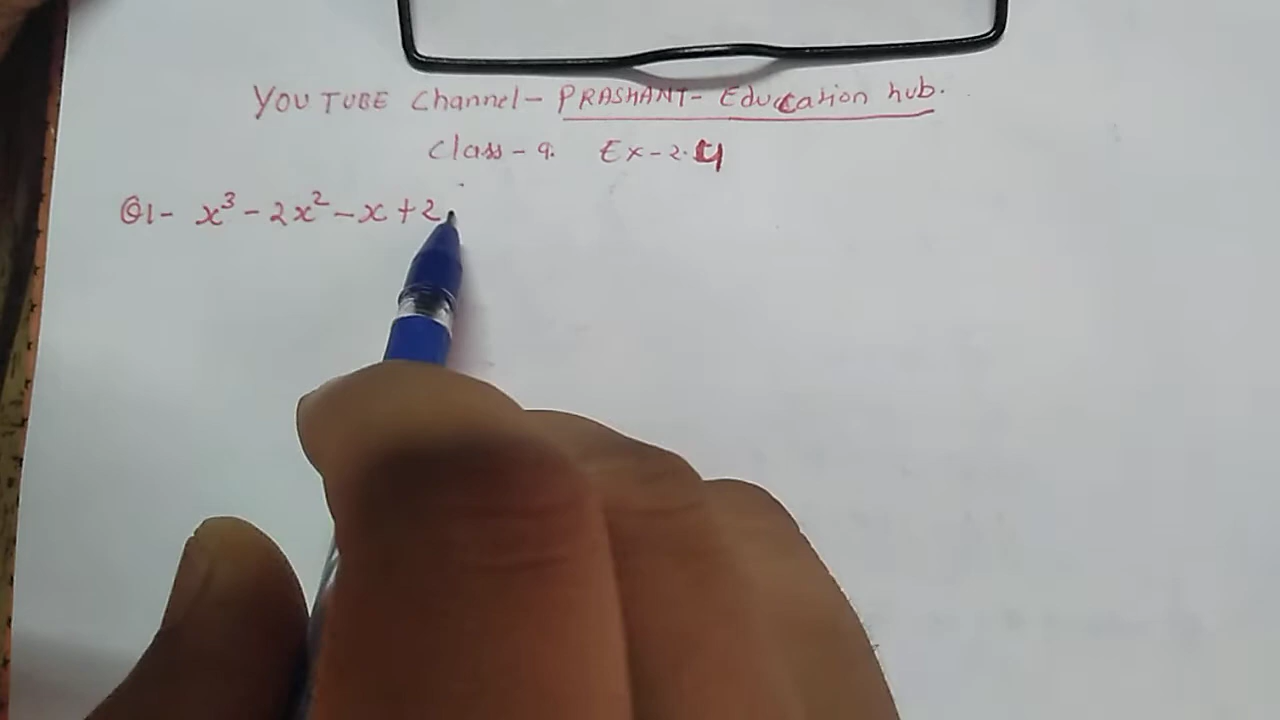 YOUTUBE Channel- PRASHANT- Education hub.
Class-9. Ex-2.4
Q1- x³-2x²-x+2